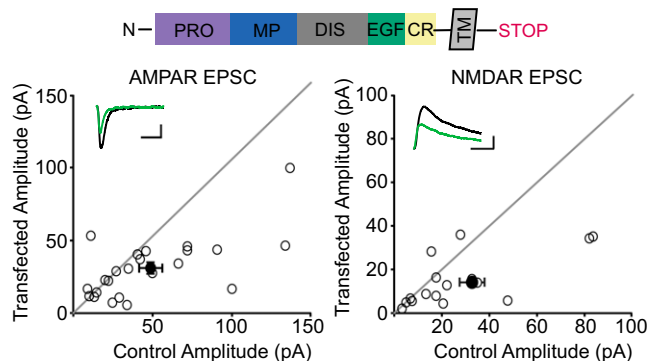 N PRO MP DIS EGF CR TM STOP
AMPAR EPSC
Transfected Amplitude (pA)
150
100
50
0
0
50
100
150
Control Amplitude (pA)
NMDAR EPSC
Transfected Amplitude (pA)
100
80
60
40
20
0
20
40
60
80
100
Control Amplitude (pA)